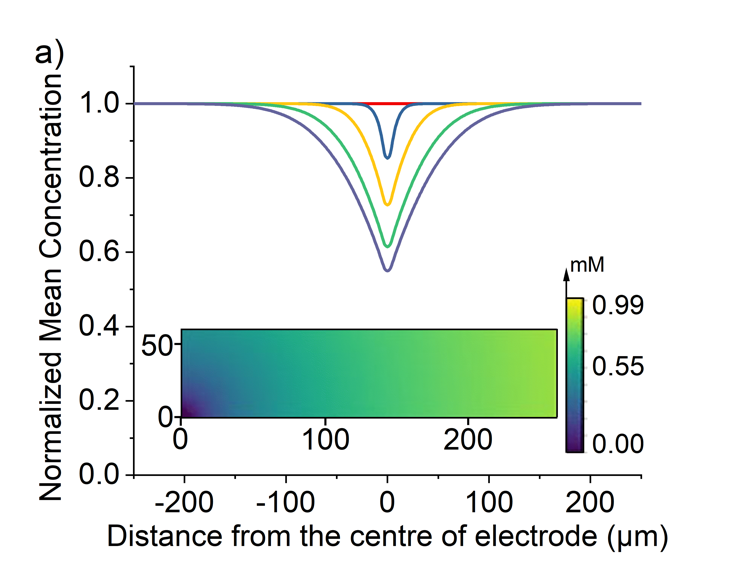 a)
Normalized Mean Concentration
1.0
0.8
0.6
0.4
0.2
0.0
mM
0.99
0.55
0.00
50
0
0 100 200
-200 -100 0 100 200
Distance from the centre of electrode (μm)